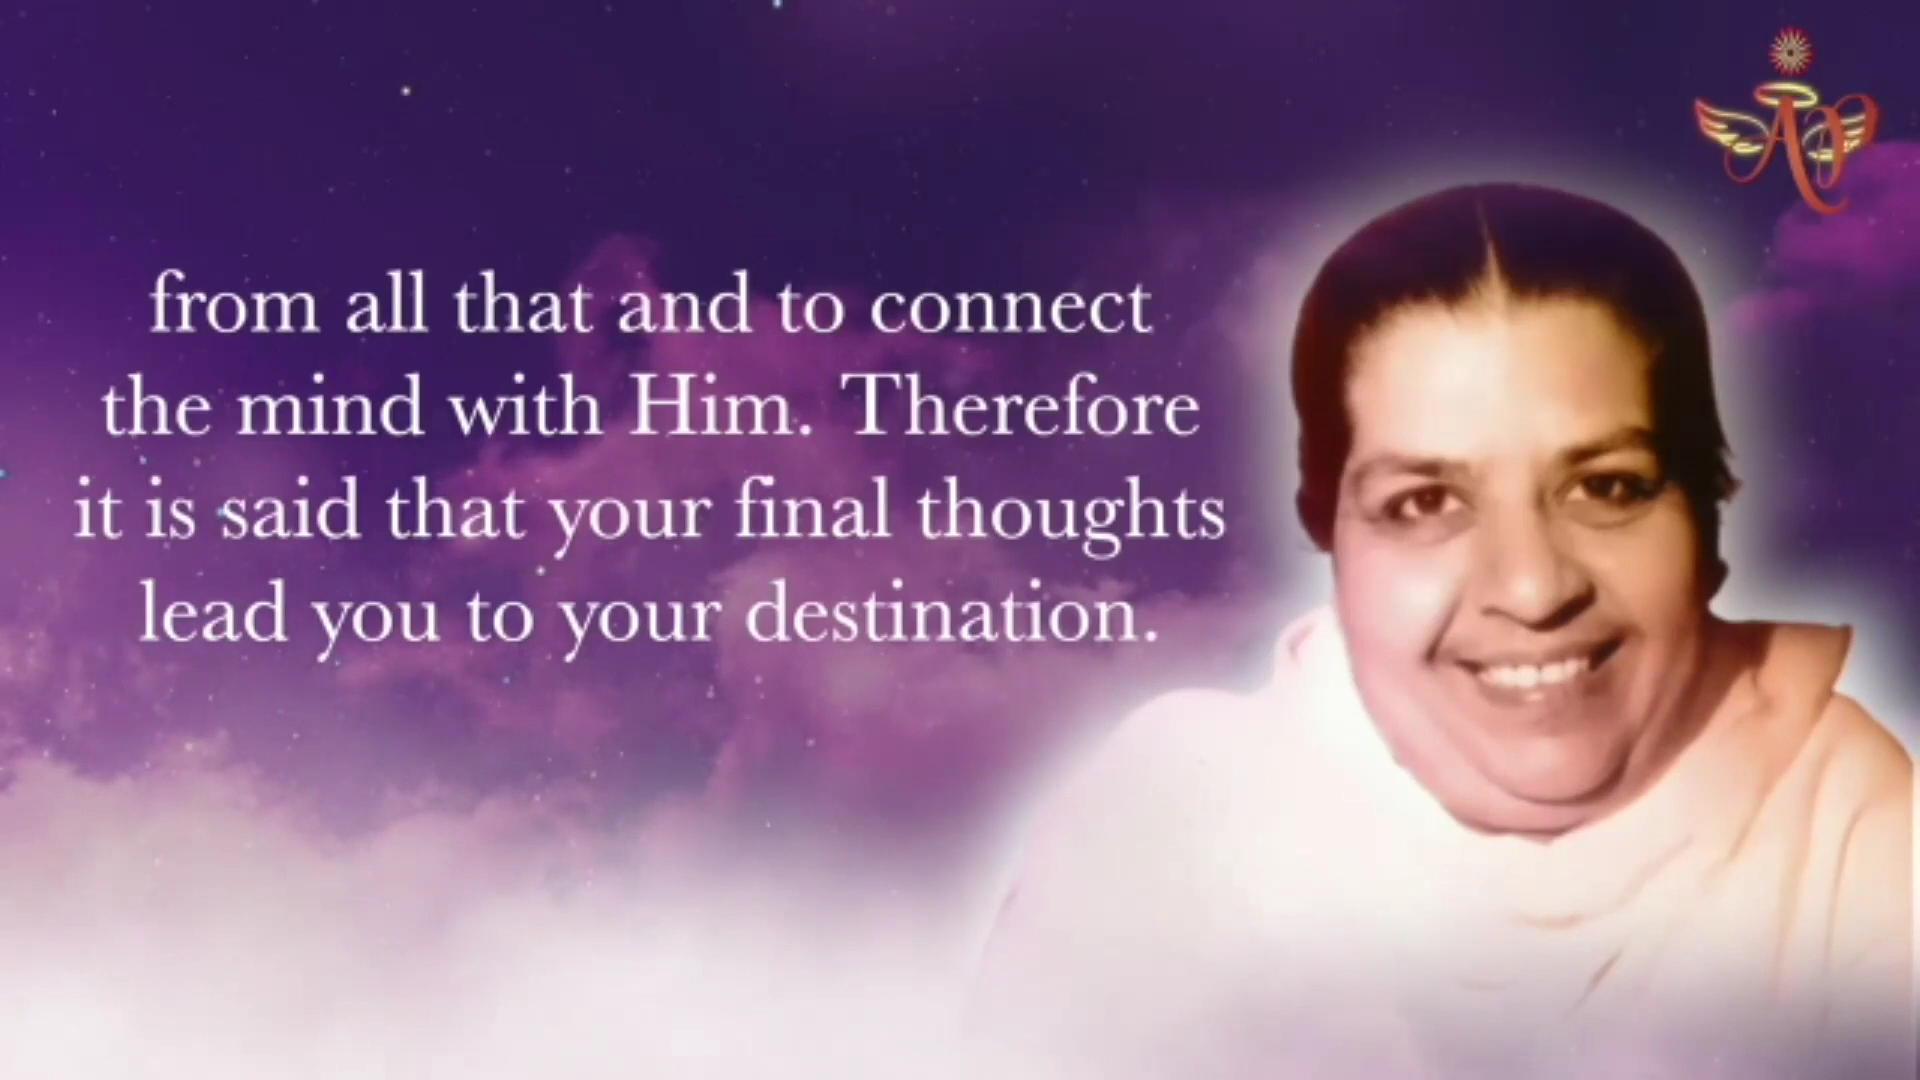 from all that and to connect
the mind with Him. Therefore
it is said that your final thoughts
lead you to your destination.